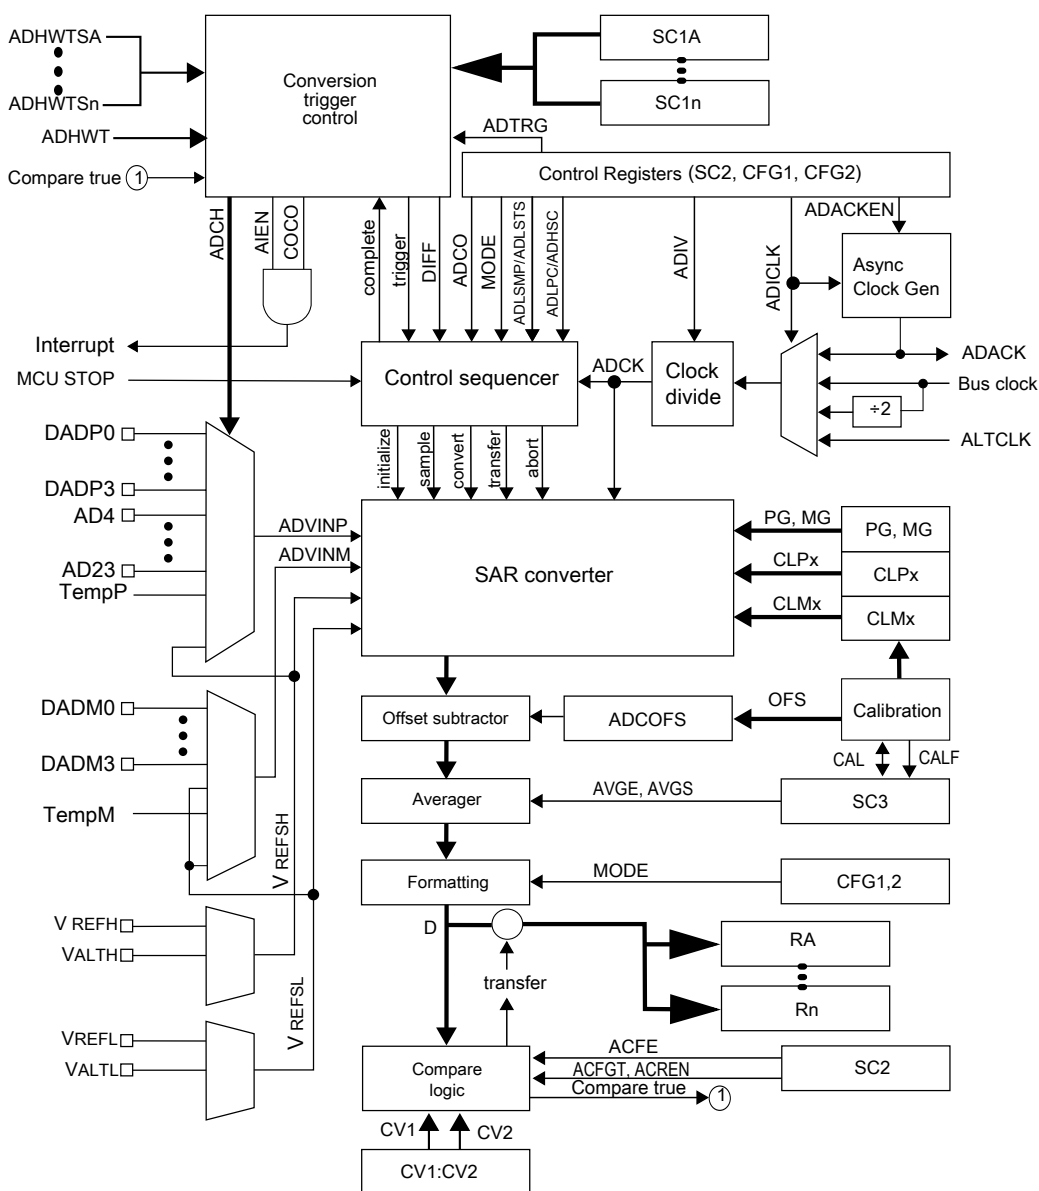 ADHWTSA
ADHWTSn
ADHWT
Compare true 1
Conversion
trigger
control
SC1A
SC1n
ADTRG
Control Registers (SC2, CFG1, CFG2)
ADCH
AIEN
COCO
complete
trigger
DIFF
ADCO
MODE
ADLSMP/ADLSTS
ADLPC/ADHSC
ADIV
ADICLK
ADACKEN
Async
Clock Gen
Interrupt
MCU STOP
Control sequencer
ADCK
Clock
divide
ADACK
Bus clock
÷2
ALTCLK
initialize
sample
convert
transfer
abort
DADP0
DADP3
AD4
AD23
TempP
ADVINP
ADVINM
SAR converter
PG, MG
PG, MG
CLPx
CLPx
CLMx
CLMx
DADM0
DADM3
TempM
Offset subtractor
ADCOFS
OFS
Calibration
CAL
CALF
Averager
AVGE, AVGS
SC3
V REFSH
Formatting
MODE
CFG1,2
D
V REFH
VALTH
RA
Rn
transfer
V REFSL
VREFL
VALTL
Compare
logic
ACFE
ACFGT, ACREN
SC2
Compare true
1
CV1
CV2
CV1:CV2